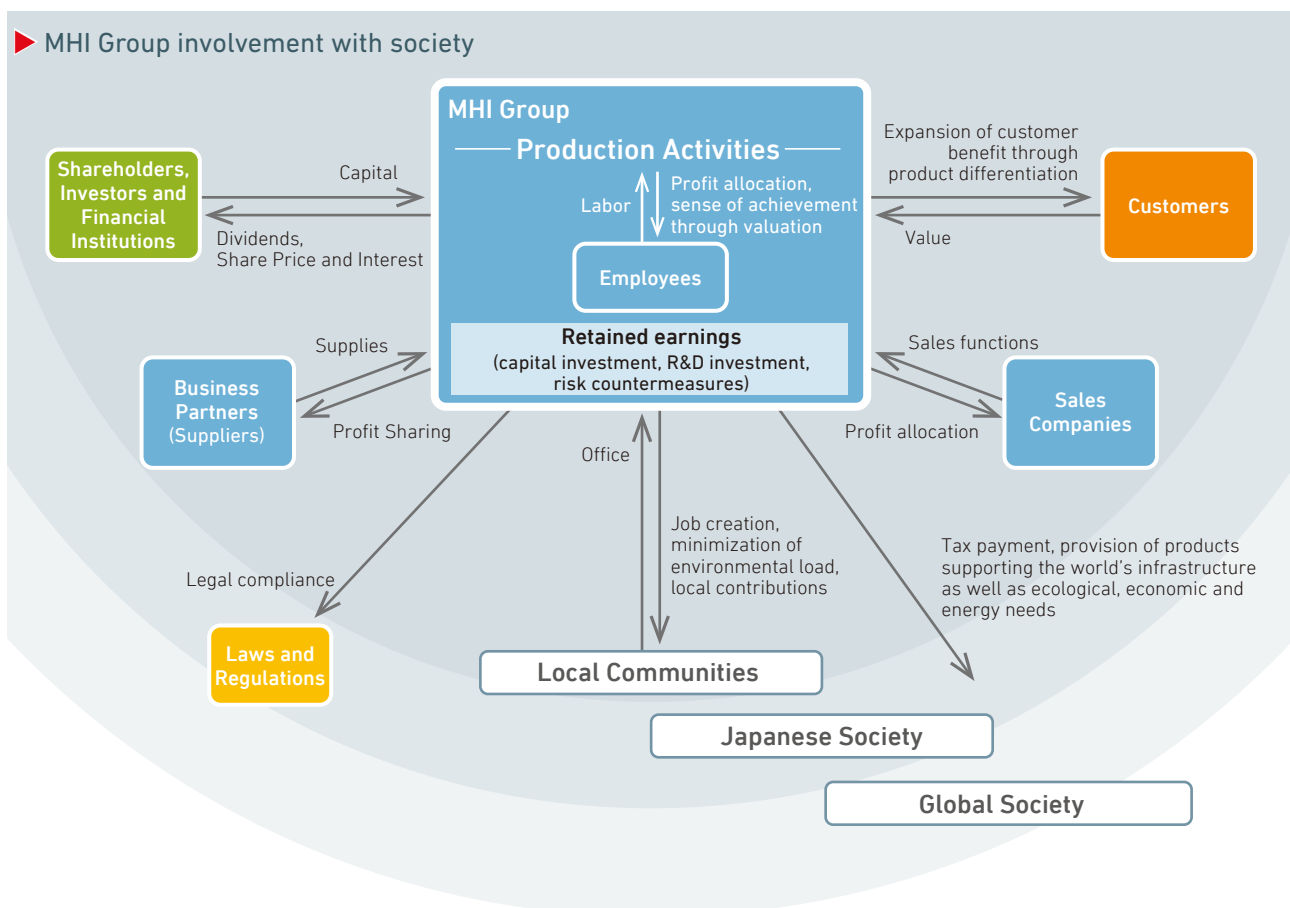 MHI Group involvement with society
MHI Group
Production Activities
Labor
Profit allocation,
sense of achievement
through valuation
Employees
Retained earnings
(capital investment, R&D investment,
risk countermeasures)
Shareholders,
Investors and
Financial
Institutions
Capital
Dividends,
Share Price and Interest
Expansion of customer
benefit through
product differentiation
Value
Customers
Business
Partners
(Suppliers)
Supplies
Profit Sharing
Sales functions
Profit allocation
Sales
Companies
Legal compliance
Laws and
Regulations
Office
Job creation,
minimization of
environmental load,
local contributions
Tax payment, provision of products
supporting the world's infrastructure
as well as ecological, economic and
energy needs
Local Communities
Japanese Society
Global Society